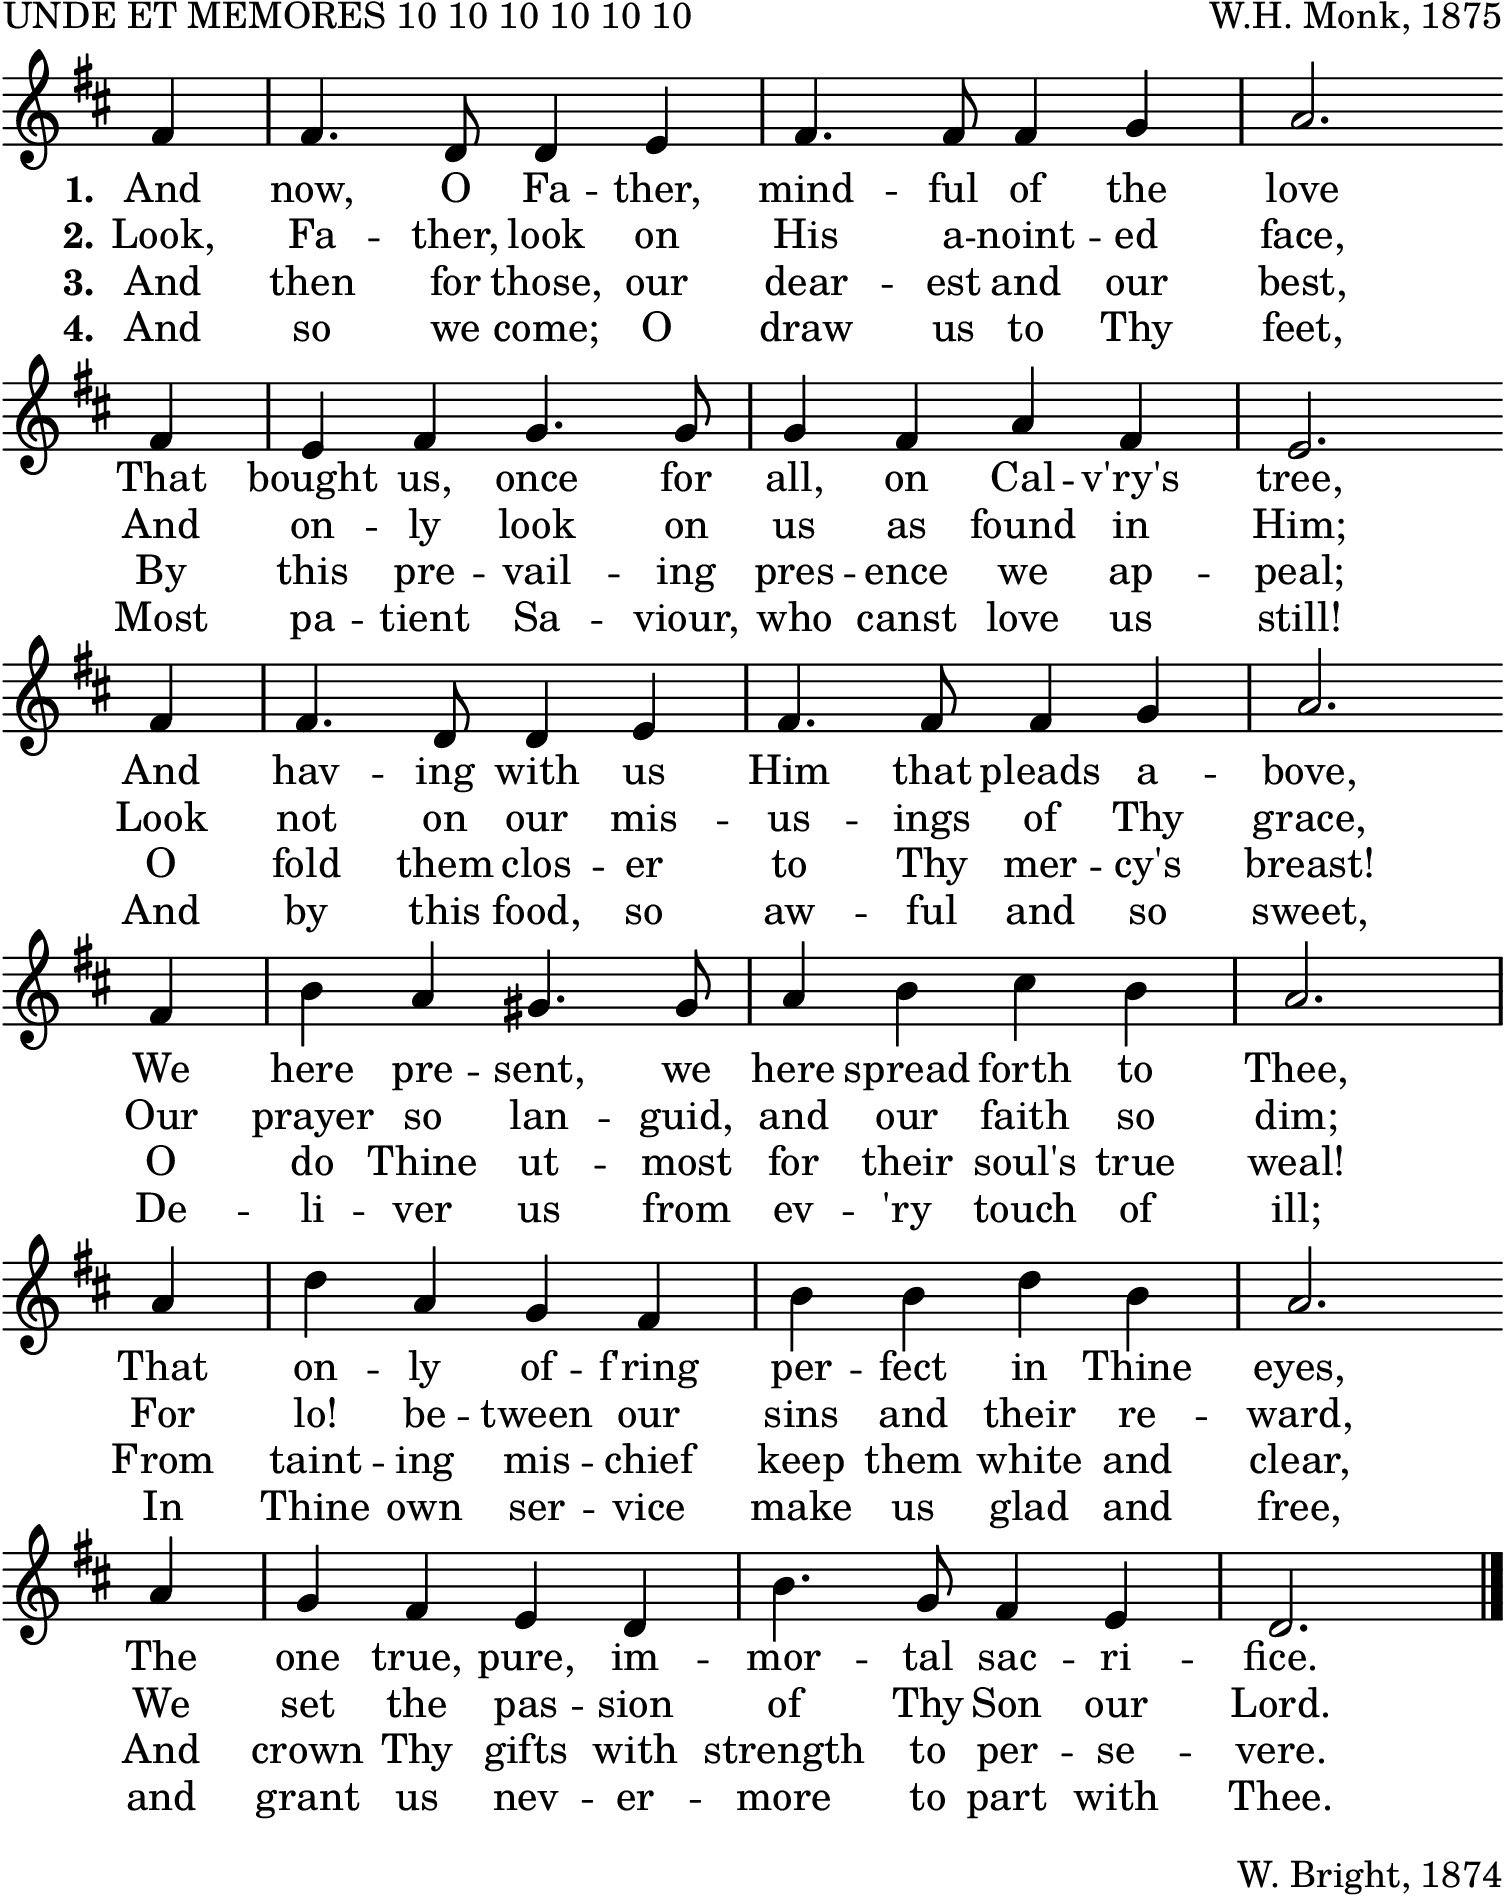 UNDE ET MEMORES 10 10 10 10 10 10 W.H. Monk, 1875
1. And now, O Fa -- ther, mind -- ful of the love
2. Look, Fa -- ther, look on His a -- noint -- ed face,
3. And then for those, our dear -- est and our best,
4. And so we come; O draw us to Thy feet,
That bought us, once for all, on Cal -- v'ry's tree,
And on -- ly look on us as found in Him;
By this pre -- vail -- ing pres -- ence we ap -- peal;
Most pa -- tient Sa -- viour, who canst love us still!
And hav -- ing with us Him that pleads a -- bove,
Look not on our mis -- us -- ings of Thy grace,
O fold them clos -- er to Thy mer -- cy's breast!
And by this food, so aw -- ful and so sweet,
We here pre -- sent, we here spread forth to Thee,
Our prayer so lan -- guid, and our faith so dim;
O do Thine ut -- most for their soul's true weal!
De -- li -- ver us from ev -- 'ry touch of ill;
That on -- ly of -- f'ring per -- fect in Thine eyes,
For lo! be -- tween our sins and their re -- ward,
From taint -- ing mis -- chief keep them white and clear,
In Thine own ser -- vice make us glad and free,
The one true, pure, im -- mor -- tal sac -- ri -- fice.
We set the pas -- sion of Thy Son our Lord.
And crown Thy gifts with strength to per -- se -- vere.
and grant us nev -- er -- more to part with Thee.
W. Bright, 1874